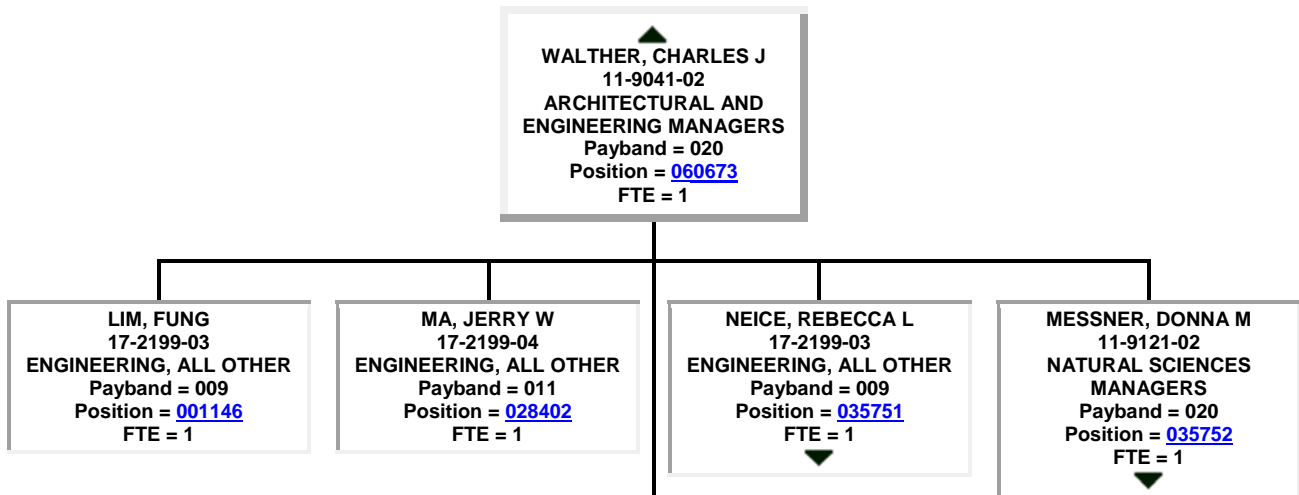 WALTHER, CHARLES J
11-9041-02
ARCHITECTURAL AND
ENGINEERING MANAGERS
Payband = 020
Position = 060673
FTE = 1
LIM, FUNG
17-2199-03
ENGINEERING, ALL OTHER
Payband = 009
Position = 001146
FTE = 1
MA, JERRY W
17-2199-04
ENGINEERING, ALL OTHER
Payband = 011
Position = 028402
FTE = 1
NEICE, REBECCA L
17-2199-03
ENGINEERING, ALL OTHER
Payband = 009
Position = 035751
FTE = 1
MESSNER, DONNA M
11-9121-02
NATURAL SCIENCES
MANAGERS
Payband = 020
Position = 035752
FTE = 1